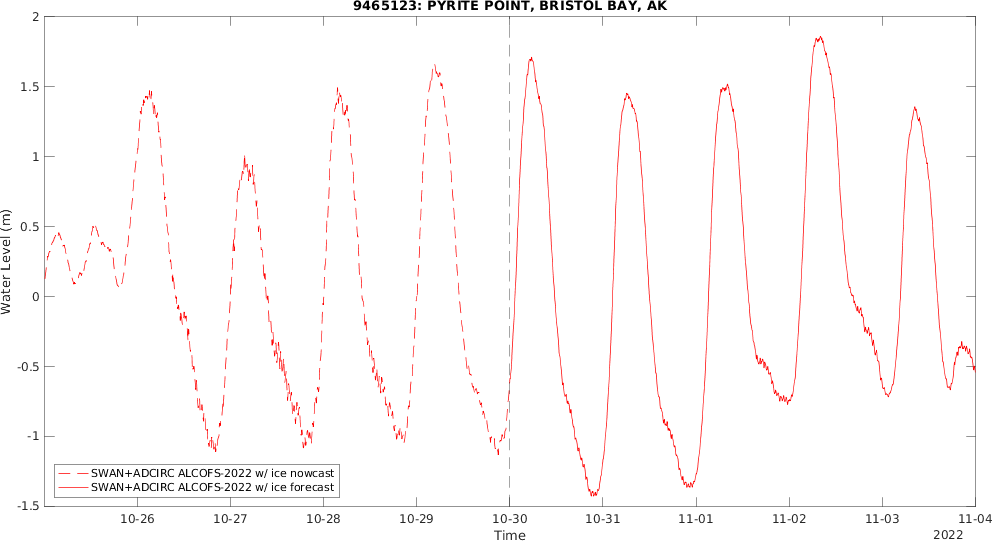 9465123: PYRITE POINT, BRISTOL BAY, AK
Water Level (m)
2
1.5
1
0.5
0
-0.5
-1
-1.5
SWAN+ADCIRC ALCOFS-2022 w/ ice nowcast
SWAN+ADCIRC ALCOFS-2022 w/ ice forecast
10-26 10-27 10-28 10-29 10-30 10-31 11-01 11-02 11-03 11-04
Time
2022